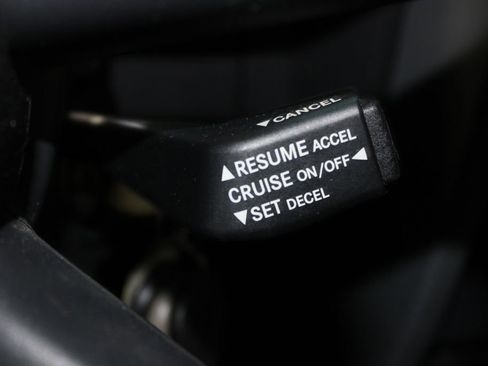 ▼CANCEL
▲RESUME ACCEL
CRUISE ON/OFF◀
▼SET DECEL